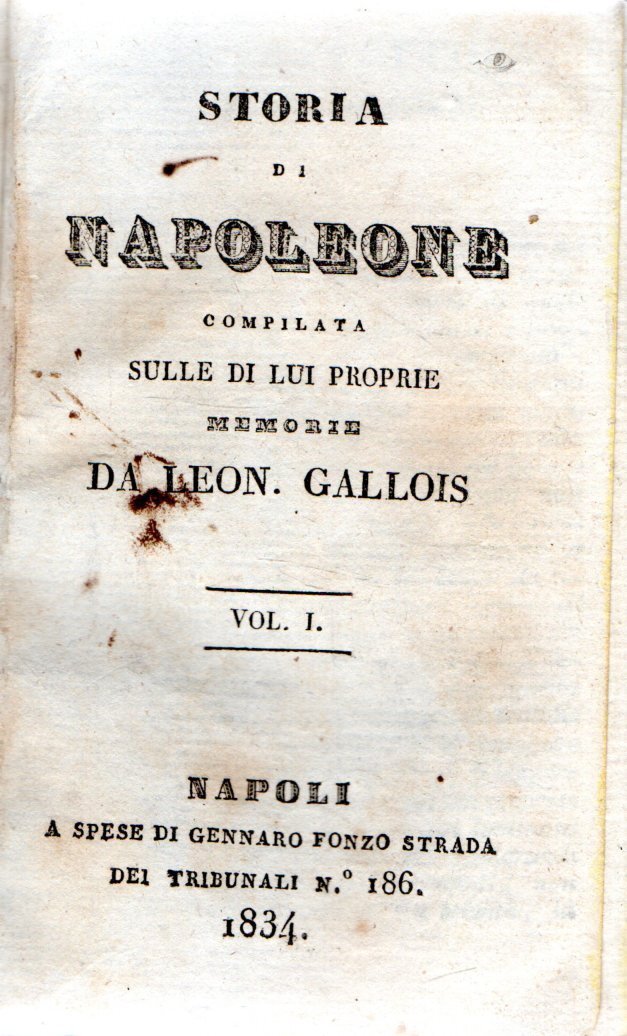 STORIA
DI
NAPOLEONE
COMPILATA
SULLE DI LUI PROPRIE
MEMORIE
DA LEON. GALLOIS
VOL. I.
NAPOLI
A SPESE DI GENNARO FONZO STRADA
DEI TRIBUNALI N.º 186.
1834.